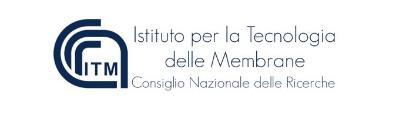 ITM
Istituto per la Tecnologia
delle Membrane
Consiglio Nazionale delle Ricerche